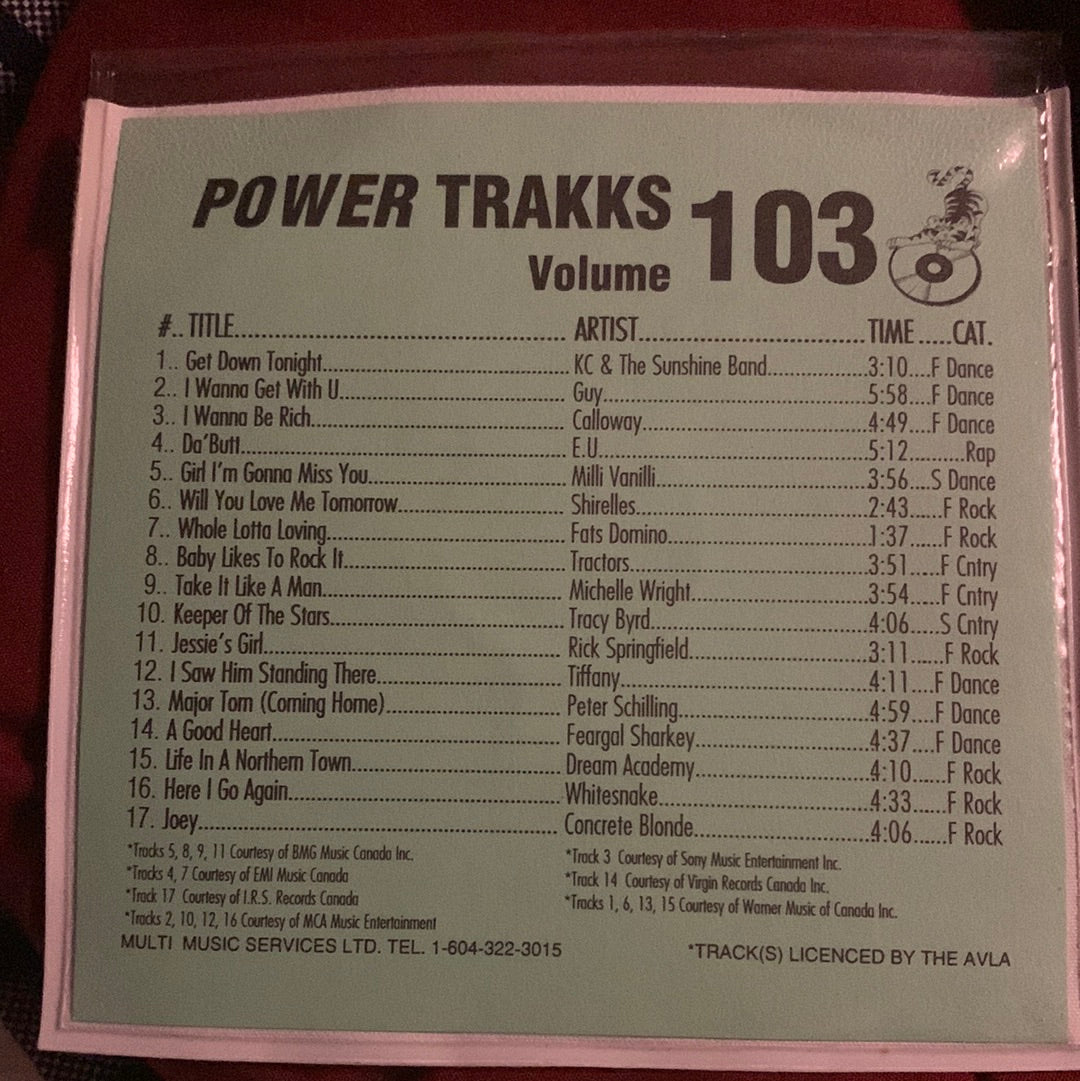 POWER TRAKKS 103
Volume
#.. TITLE.......... ARTIST.......... TIME.....CAT.
1.. Get Down Tonight.......... KC & The Sunshine Band..........3:10....F Dance
2.. I Wanna Get With U.......... Guy..........5:58....F Dance
3.. I Wanna Be Rich.......... Calloway..........4:49....F Dance
4.. Da'Butt.......... E.U..........5:12..........Rap
5.. Girl I'm Gonna Miss You.......... Milli Vanilli..........3:56....S Dance
6.. Will You Love Me Tomorrow.......... Shirelles..........2:43......F Rock
7.. Whole Lotta Loving.......... Fats Domino..........1:37......F Rock
8.. Baby Likes To Rock It.......... Tractors..........3:51.....F Cntry
9.. Take It Like A Man.......... Michelle Wright..........3:54.....F Cntry
10. Keeper Of The Stars.......... Tracy Byrd..........4:06.....S Cntry
11. Jessie's Girl.......... Rick Springfield..........3:11......F Rock
12. I Saw Him Standing There.......... Tiffany..........4:11....F Dance
13. Major Tom (Coming Home).......... Peter Schilling..........4:59....F Dance
14. A Good Heart.......... Feargal Sharkey..........4:37....F Dance
15. Life In A Northern Town.......... Dream Academy..........4:10......F Rock
16. Here I Go Again.......... Whitesnake..........4:33......F Rock
17. Joey.......... Concrete Blonde..........4:06......F Rock
*Tracks 5, 8, 9, 11 Courtesy of BMG Music Canada Inc.
*Tracks 4, 7 Courtesy of EMI Music Canada
*Track 17 Courtesy of I.R.S. Records Canada
*Tracks 2, 10, 12, 16 Courtesy of MCA Music Entertainment
*Track 3 Courtesy of Sony Music Entertainment Inc.
*Track 14 Courtesy of Virgin Records Canada Inc.
*Tracks 1, 6, 13, 15 Courtesy of Warner Music of Canada Inc.
MULTI MUSIC SERVICES LTD. TEL. 1-604-322-3015
*TRACK(S) LICENCED BY THE AVLA